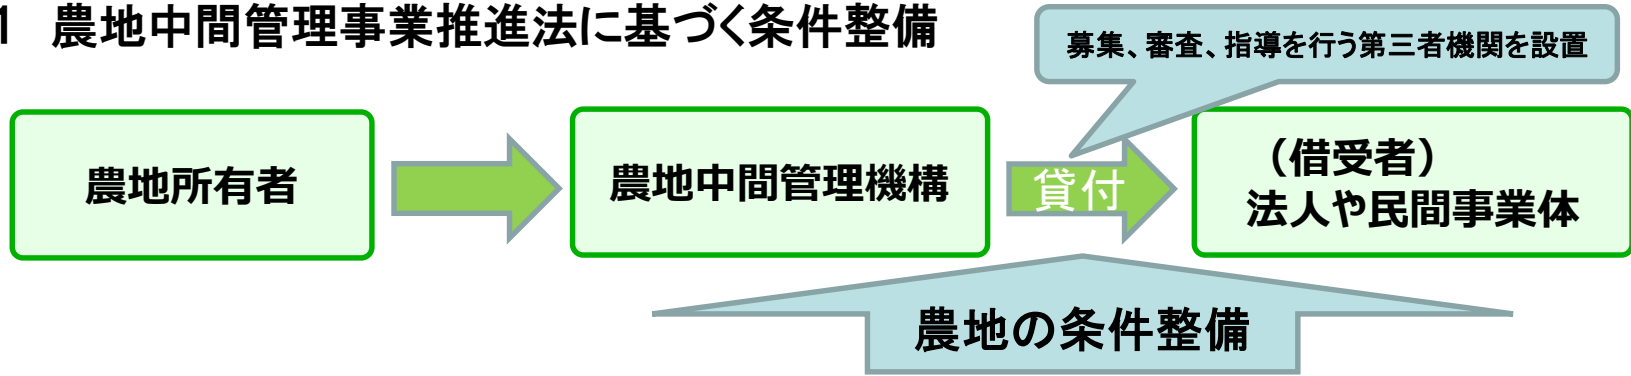 1 農地中間管理事業推進法に基づく条件整備
募集、審査、指導を行う第三者機関を設置
農地所有者
農地中間管理機構
貸付
（借受者）
法人や民間事業体
農地の条件整備